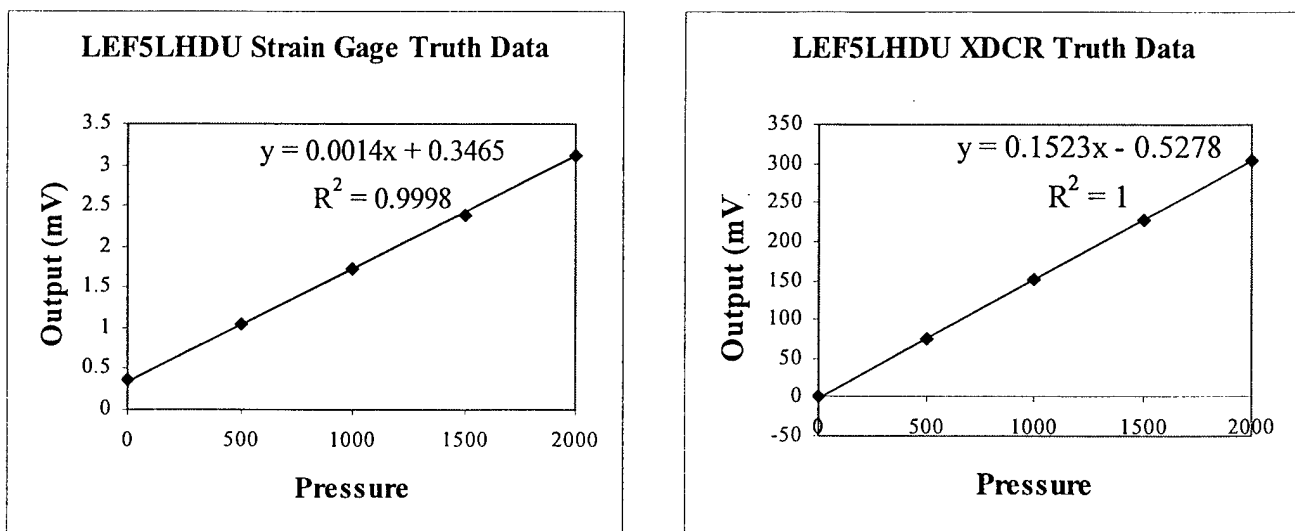 LEF5LHDU Strain Gage Truth Data
y = 0.0014x + 0.3465
R² = 0.9998
3.5
3
2.5
2
1.5
1
0.5
0
0 500 1000 1500 2000
Output (mV)
Pressure
LEF5LHDU XDCR Truth Data
y = 0.1523x - 0.5278
R² = 1
350
300
250
200
150
100
50
0
-50
0 500 1000 1500 2000
Output (mV
Pressure